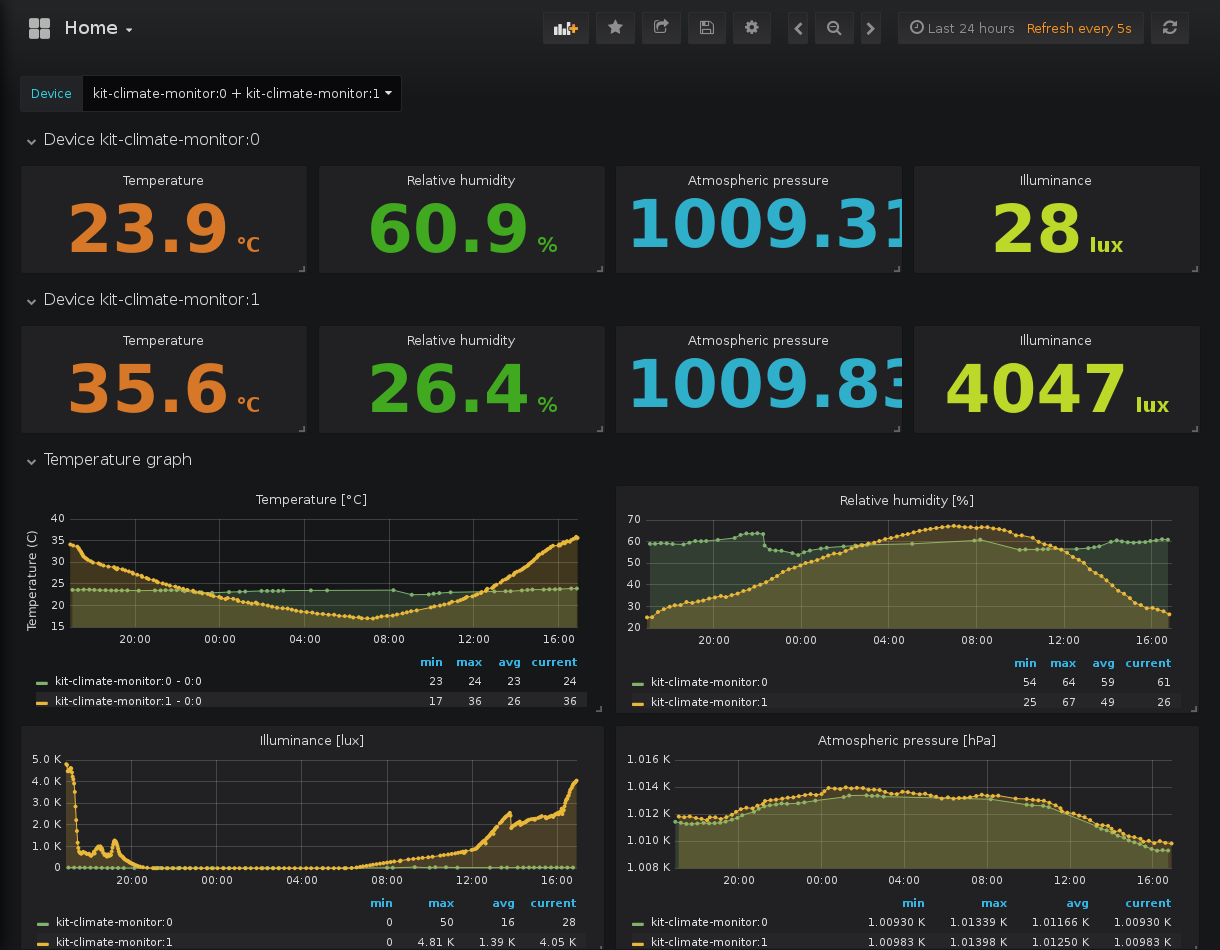 Home
Last 24 hours Refresh every 5s
Device kit-climate-monitor:0 + kit-climate-monitor:1
Device kit-climate-monitor:0
Temperature Relative humidity Atmospheric pressure Illuminance
23.9 °C 60.9 % 1009.31 28 lux
Device kit-climate-monitor:1
Temperature Relative humidity Atmospheric pressure Illuminance
35.6 °C 26.4 % 1009.83 4047 lux
Temperature graph
Temperature [°C]
Temperature (C)
40
35
30
25
20
15
20:00 00:00 04:00 08:00 12:00 16:00
min max avg current
kit-climate-monitor:0 - 0:0 23 24 23 24
kit-climate-monitor:1 - 0:0 17 36 26 36
Relative humidity [%]
70
60
50
40
30
20
20:00 00:00 04:00 08:00 12:00 16:00
min max avg current
kit-climate-monitor:0 54 64 59 61
kit-climate-monitor:1 25 67 49 26
Illuminance [lux]
5.0 K
4.0 K
3.0 K
2.0 K
1.0 K
0
20:00 00:00 04:00 08:00 12:00 16:00
min max avg current
kit-climate-monitor:0 0 50 16 28
kit-climate-monitor:1 0 4.81 K 1.39 K 4.05 K
Atmospheric pressure [hPa]
1.016 K
1.014 K
1.012 K
1.010 K
1.008 K
20:00 00:00 04:00 08:00 12:00 16:00
min max avg current
kit-climate-monitor:0 1.00930 K 1.01339 K 1.01166 K 1.00930 K
kit-climate-monitor:1 1.00983 K 1.01398 K 1.01250 K 1.00983 K